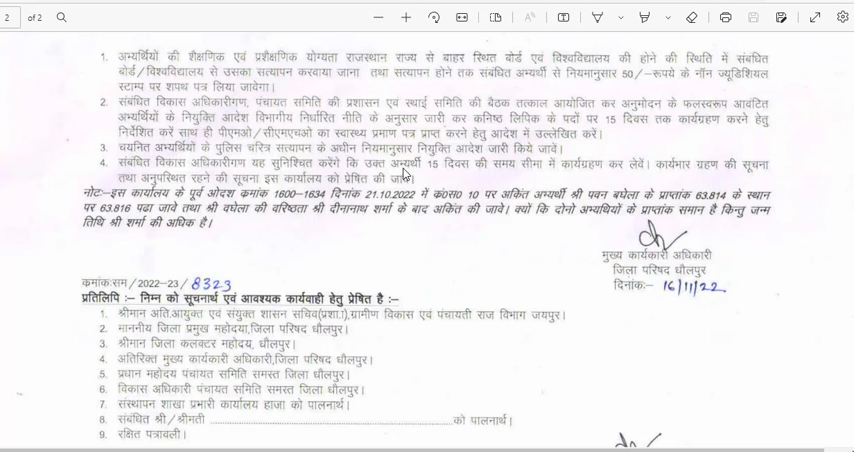 2 of 2
1. अभ्यर्थियों की शैक्षणिक एवं प्रशैक्षणिक योग्यता राजस्थान राज्य से बाहर स्थित बोर्ड एवं विश्वविद्यालय की होने की स्थिति में संबधित
बोर्ड/विश्वविद्यालय से उसका सत्यापन करवाया जाना तथा सत्यापन होने तक संबंधित अभ्यर्थी से नियमानुसार 50/-रूपये के नॉन ज्यूडिशियल
स्टाम्प पर शपथ पत्र लिया जावेगा।
2. संबंधित विकास अधिकारीगण, पंचायत समिति की प्रशासन एवं स्थाई समिति की बैठक तत्काल आयोजित कर अनुमोदन के फलस्वरूप आवंटित
अभ्यर्थियों के नियुक्ति आदेश विभागीय निर्धारित नीति के अनुसार जारी कर कनिष्ठ लिपिक के पदों पर 15 दिवस तक कार्यग्रहण करने हेतु
निर्देशित करें साथ ही पीएमओ/सीएमएचओ का स्वास्थ्य प्रमाण पत्र प्राप्त करने हेतु आदेश में उल्लेखित करें।
3. चयनित अभ्यर्थियों के पुलिस चरित्र सत्यापन के अधीन नियमानुसार नियुक्ति आदेश जारी किये जावे।
4. संबंधित विकास अधिकारीगण यह सुनिश्चित करेंगे कि उक्त अभ्यर्थी 15 दिवस की समय सीमा में कार्यग्रहण कर लेवें। कार्यभार ग्रहण की सूचना
तथा अनुपस्थित रहने की सूचना इस कार्यालय को प्रेषित की जावे।
नोटः-इस कार्यालय के पूर्व ओदश क्रमांक 1600-1634 दिनांक 21.10.2022 में क्र0स0 10 पर अकिंत अभ्यर्थी श्री पवन बघेला के प्राप्तांक 63.814 के स्थान
पर 63.816 पढा जावे तथा श्री वघेला की वरिष्ठता श्री दीनानाथ शर्मा के बाद अकिंत की जावे। क्यों कि दोनो अभ्यथियों के प्राप्तांक समान है किन्तु जन्म
तिथि श्री शर्मा की अधिक है।
मुख्य कार्यकारी अधिकारी
जिला परिषद धौलपुर
दिनांकः- 16/11/22
कमांकःसम/2022-23/8323
प्रतिलिपि :- निम्न को सूचनार्थ एवं आवश्यक कार्यवाही हेतु प्रेषित है :-
1. श्रीमान अति.आयुक्त एवं संयुक्त शासन सचिव(प्रशा.1),ग्रामीण विकास एवं पंचायती राज विभाग जयपुर।
2. माननीय जिला प्रमुख महोदया,जिला परिषद धौलपुर।
3. श्रीमान जिला कलक्टर महोदय, धौलपुर।
4. अतिरिक्त मुख्य कार्यकारी अधिकारी,जिला परिषद धौलपुर।
5. प्रधान महोदय पंचायत समिति समस्त जिला धौलपुर।
6. विकास अधिकारी पंचायत समिति समस्त जिला धौलपुर।
7. संस्थापन शाखा प्रभारी कार्यालय हाजा को पालनार्थ।
8. संबंधित श्री/श्रीमती ........................................................ को पालनार्थ।
9. रक्षित पत्रावली।